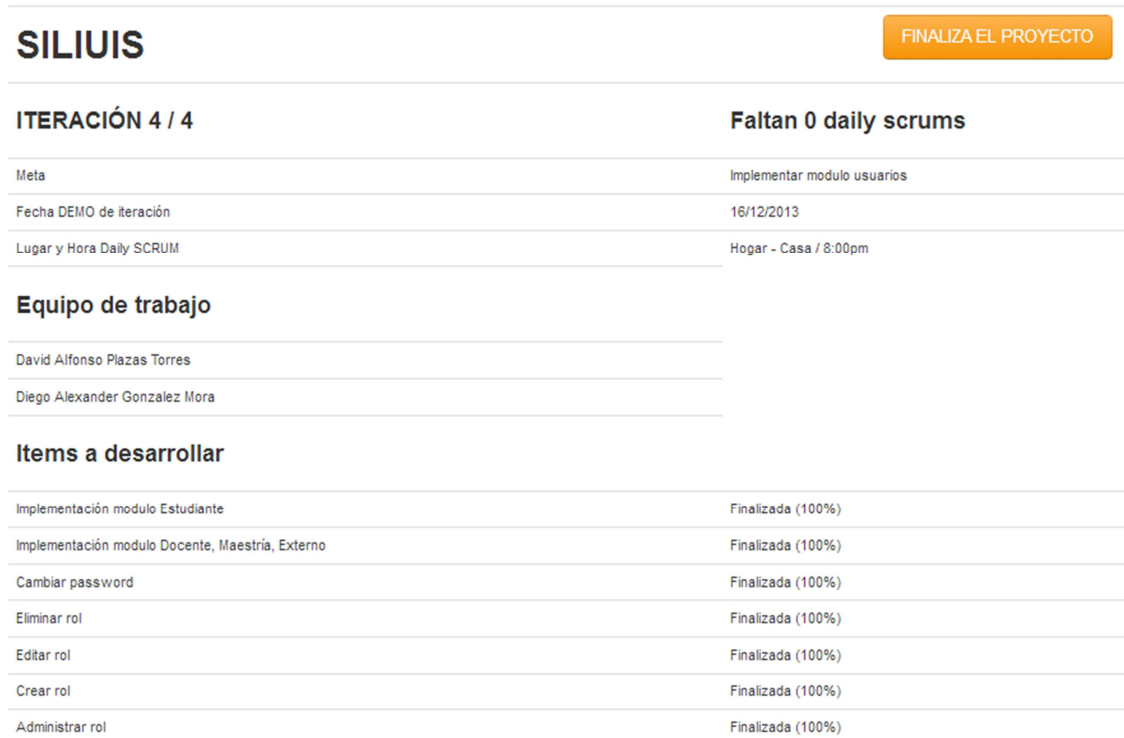 SILIUIS
FINALIZA EL PROYECTO
ITERACIÓN 4 / 4
Faltan 0 daily scrums
Meta
Implementar modulo usuarios
Fecha DEMO de iteración
16/12/2013
Lugar y Hora Daily SCRUM
Hogar - Casa / 8:00pm
Equipo de trabajo
David Alfonso Plazas Torres
Diego Alexander Gonzalez Mora
Items a desarrollar
Implementación modulo Estudiante
Finalizada (100%)
Implementación modulo Docente, Maestría, Externo
Finalizada (100%)
Cambiar password
Finalizada (100%)
Eliminar rol
Finalizada (100%)
Editar rol
Finalizada (100%)
Crear rol
Finalizada (100%)
Administrar rol
Finalizada (100%)